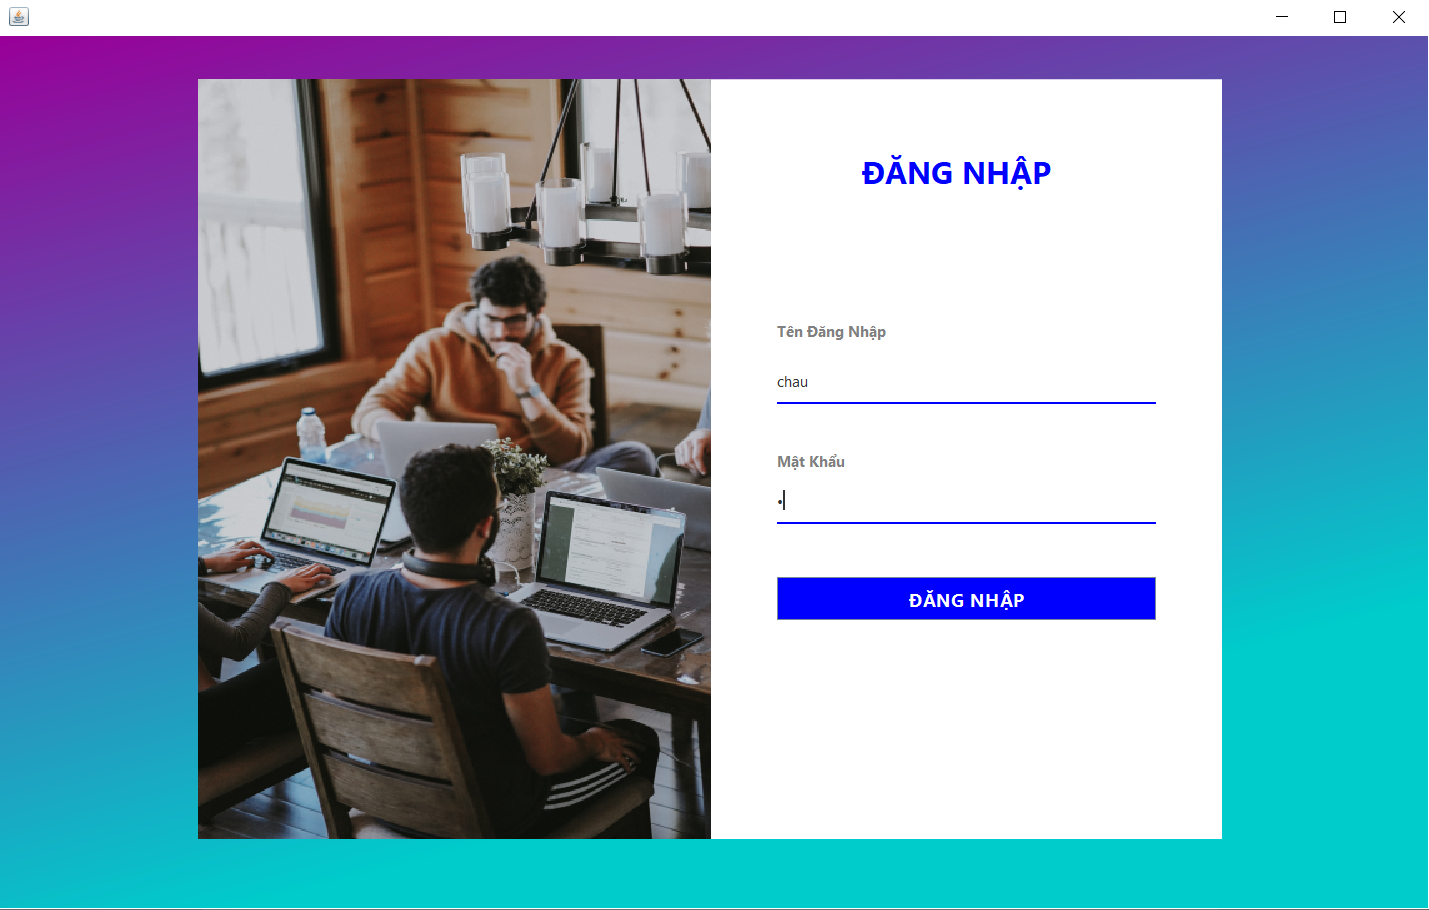 ĐĂNG NHẬP
Tên Đăng Nhập
chau
Mật Khẩu
•
ĐĂNG NHẬP